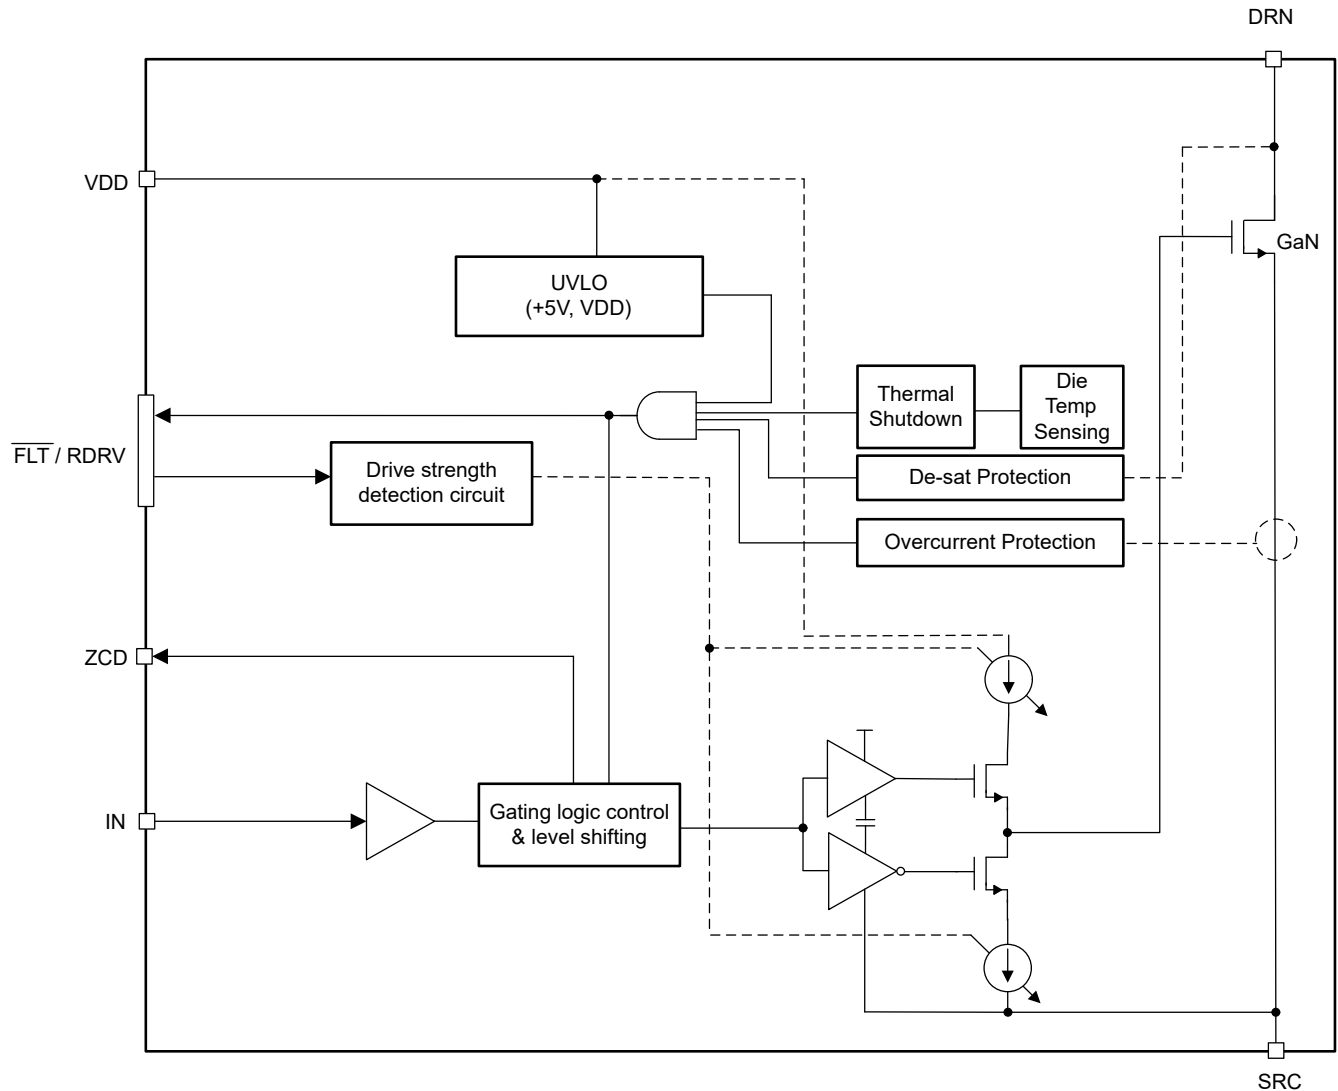 DRN
VDD
GaN
UVLO
(+5V, VDD)
Thermal
Shutdown
Die
Temp
Sensing
FLT / RDRV
Drive strength
detection circuit
De-sat Protection
Overcurrent Protection
ZCD
IN
Gating logic control
& level shifting
SRC